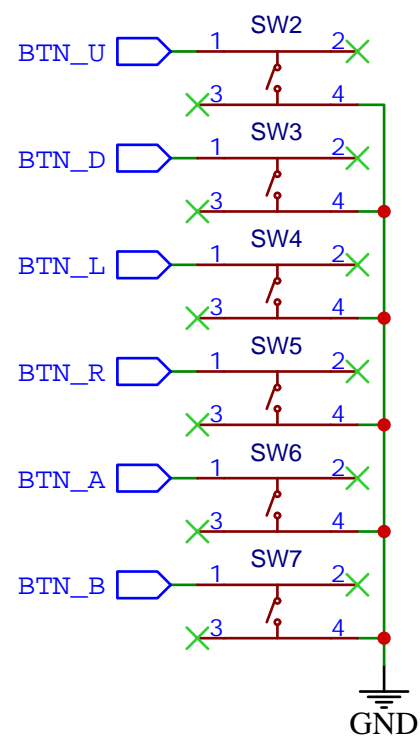 SW2
BTN_U 1 2
3 4
SW3
BTN_D 1 2
3 4
SW4
BTN_L 1 2
3 4
SW5
BTN_R 1 2
3 4
SW6
BTN_A 1 2
3 4
SW7
BTN_B 1 2
3 4
GND